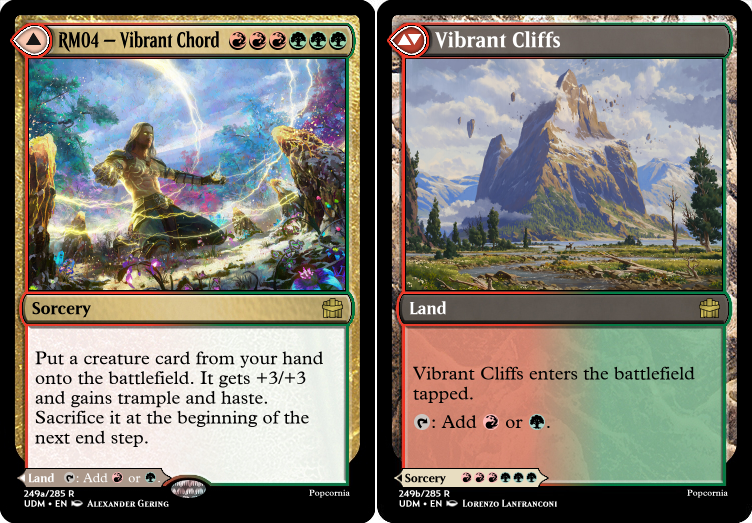 RM04 – Vibrant Chord
Sorcery
Put a creature card from your hand
onto the battlefield. It gets +3/+3
and gains trample and haste.
Sacrifice it at the beginning of the
next end step.
Land : Add or .
249a/285 R
UDM • EN Alexander Gering
Popcornia
Vibrant Cliffs
Land
Vibrant Cliffs enters the battlefield
tapped.
: Add or .
Sorcery
249b/285 R
UDM • EN Lorenzo Lanfranconi
Popcornia